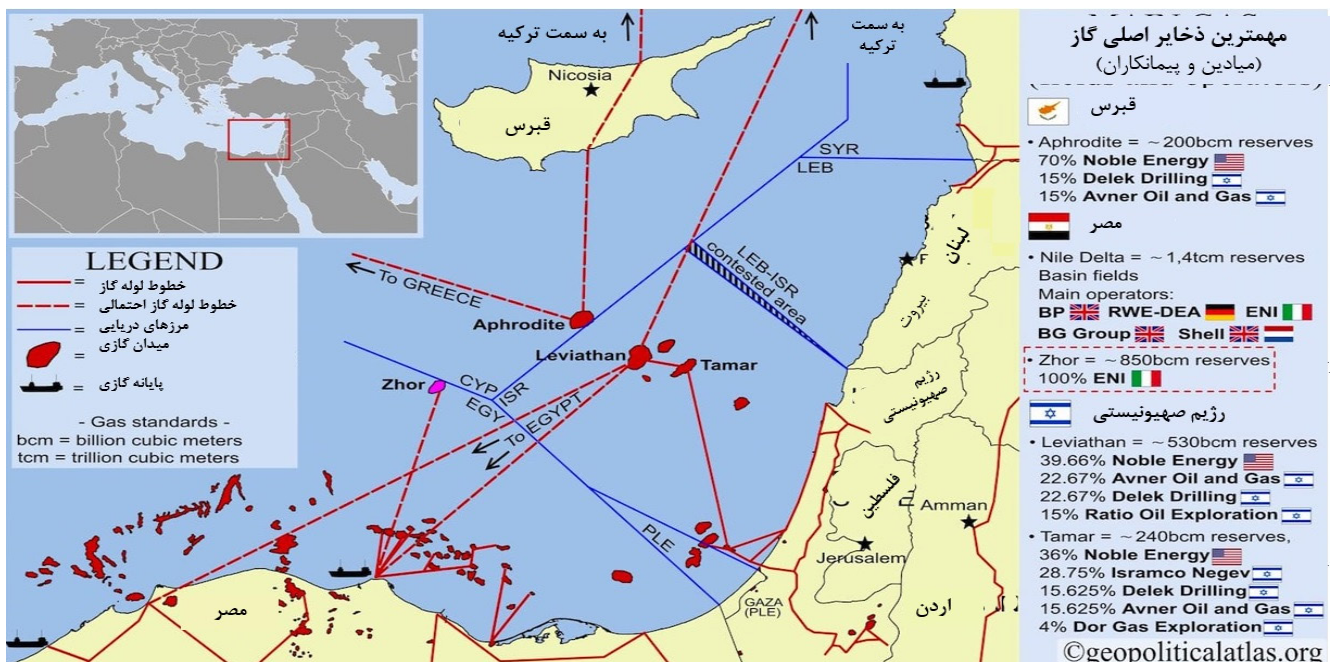 به سمت ترکیه
به سمت
ترکیه
Nicosia
قبرس
SYR
LEB
LEB-ISR
contested area
لبنان
بیروت
رژیم
صهیونیستی
فلسطین
Amman
Jerusalem
اردن
GAZA
(PLE)
PLE
To GREECE
Aphrodite
Leviathan
Tamar
Zhor
CYP
ISR
EGY
To EGYPT
مصر
LEGEND
= خطوط لوله گاز
= خطوط لوله گاز احتمالی
= مرزهای دریایی
= میدان گازی
= پایانه گازی
- Gas standards -
bcm = billion cubic meters
tcm = trillion cubic meters
مهمترین ذخایر اصلی گاز
(میادین و پیمانکاران)
قبرس
• Aphrodite = ~200bcm reserves
70% Noble Energy
15% Delek Drilling
15% Avner Oil and Gas
مصر
• Nile Delta = ~1,4tcm reserves
Basin fields
Main operators:
BP RWE-DEA ENI
BG Group Shell
• Zhor = ~850bcm reserves
100% ENI
رژیم صهیونیستی
• Leviathan = ~530bcm reserves
39.66% Noble Energy
22.67% Avner Oil and Gas
22.67% Delek Drilling
15% Ratio Oil Exploration
• Tamar = ~240bcm reserves,
36% Noble Energy
28.75% Isramco Negev
15.625% Delek Drilling
15.625% Avner Oil and Gas
4% Dor Gas Exploration
©geopoliticalatlas.org